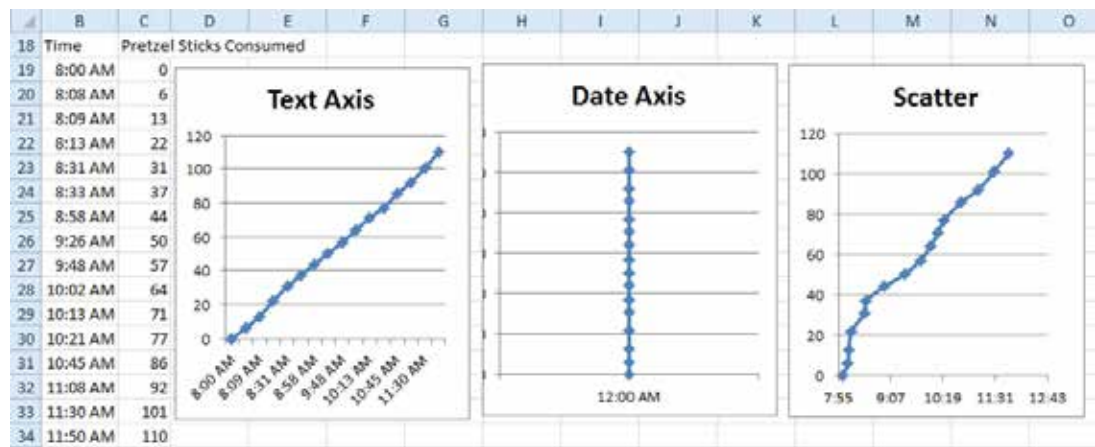 B C D E F G H I J K L M N O
18 Time Pretzel Sticks Consumed
19 8:00 AM 0
20 8:08 AM 6
21 8:09 AM 13
22 8:13 AM 22
23 8:31 AM 31
24 8:33 AM 37
25 8:58 AM 44
26 9:26 AM 50
27 9:48 AM 57
28 10:02 AM 64
29 10:13 AM 71
30 10:21 AM 77
31 10:45 AM 86
32 11:08 AM 92
33 11:30 AM 101
34 11:50 AM 110
Text Axis
120
100
80
60
40
20
0
8:00 AM 8:09 AM 8:31 AM 8:58 AM 9:48 AM 10:13 AM 10:45 AM 11:30 AM
Date Axis
12:00 AM
Scatter
120
100
80
60
40
20
0
7:55 9:07 10:19 11:31 12:43